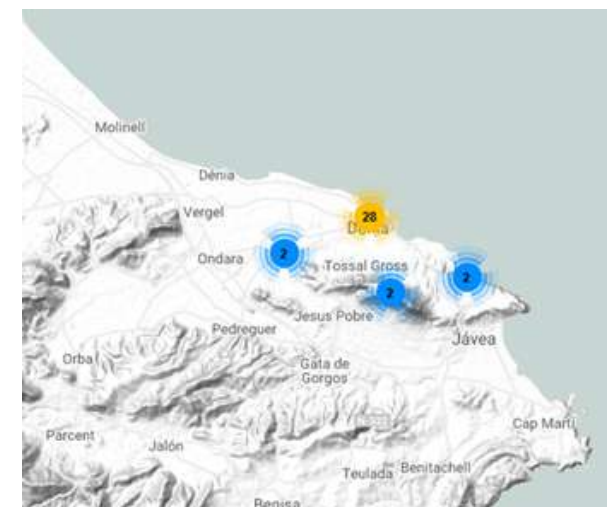 Molinell
Dénia
Vergel
28
Dénia
Ondara
2
Tossal Gross
2
2
Jesus Pobre
Pedreguer
Jávea
Orba
Gata de
Gorgos
Cap Martí
Parcent
Jalón
Teulada
Benitachell
Benisa